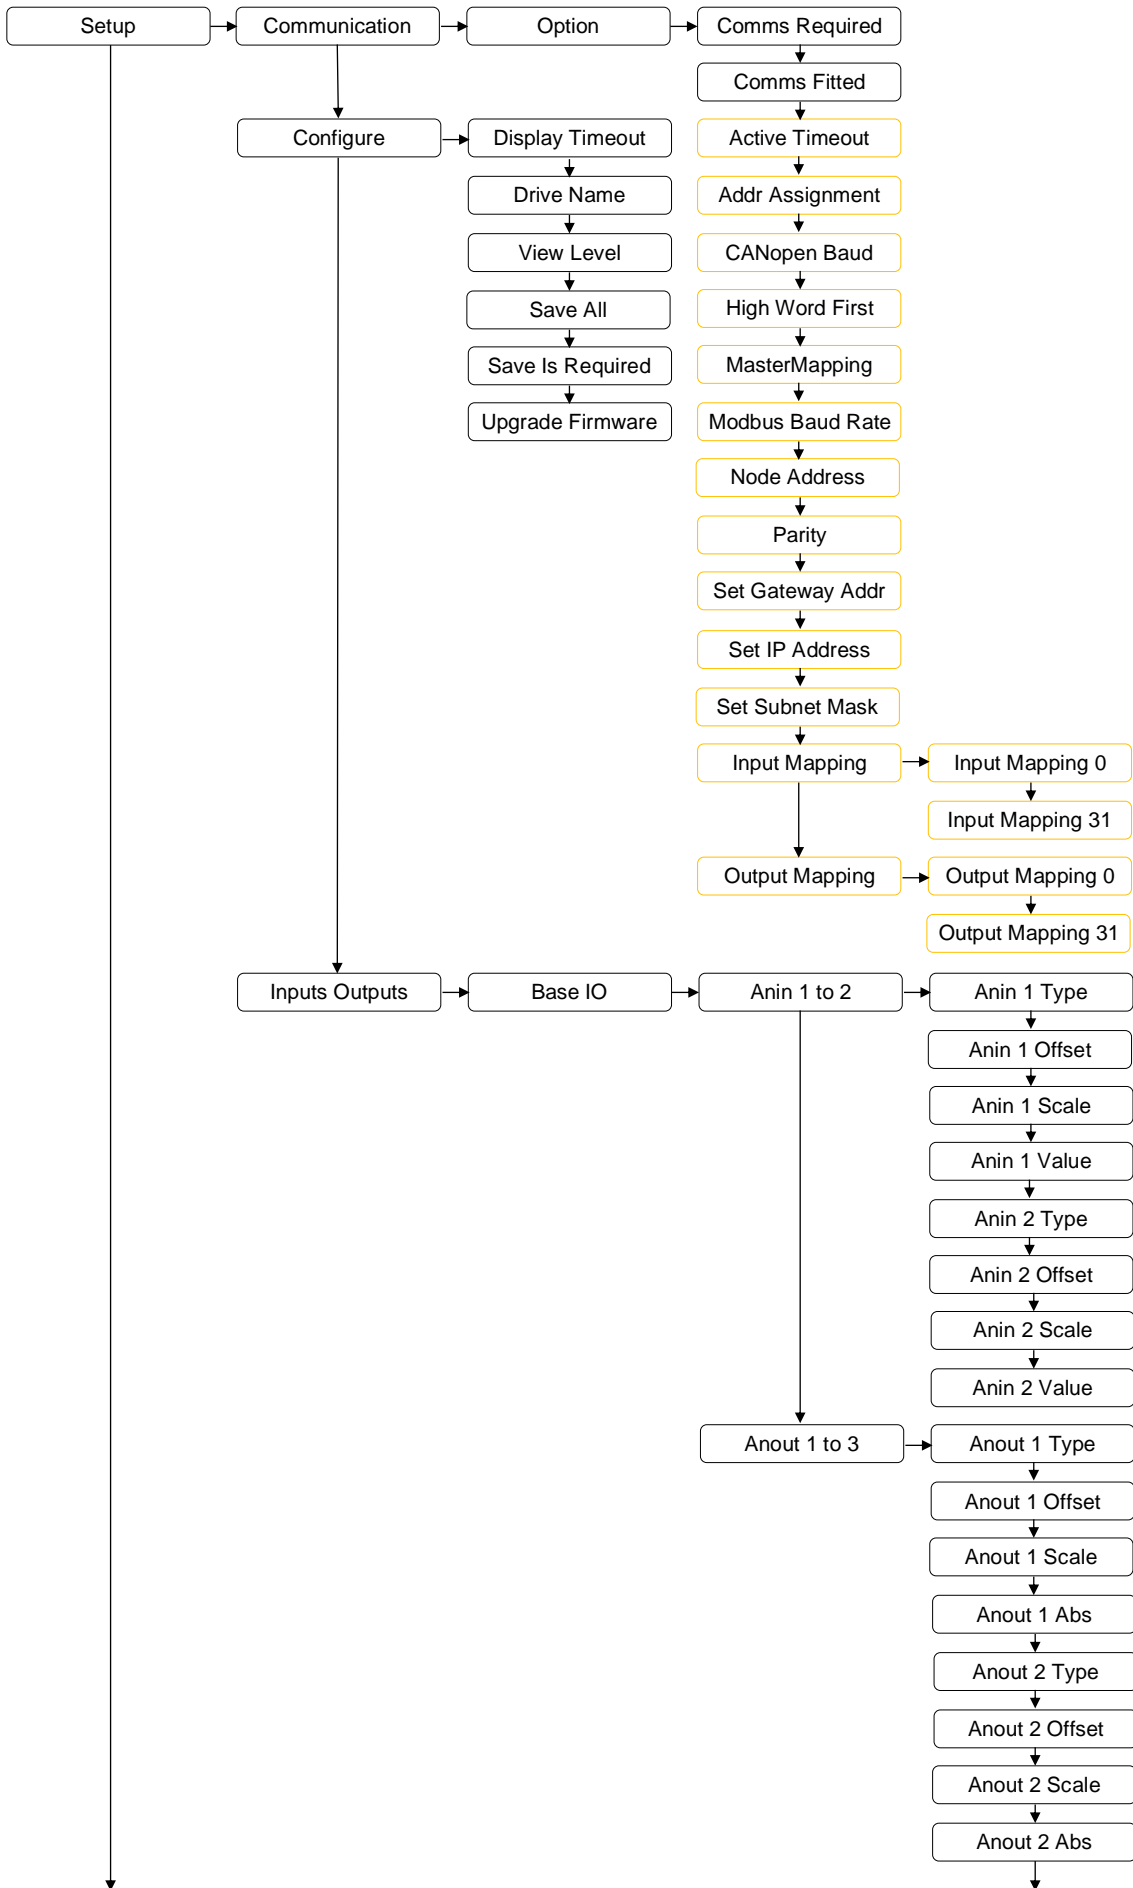 Setup
Communication
Option
Comms Required
Comms Fitted
Configure
Display Timeout
Active Timeout
Drive Name
Addr Assignment
View Level
CANopen Baud
Save All
High Word First
Save Is Required
MasterMapping
Upgrade Firmware
Modbus Baud Rate
Node Address
Parity
Set Gateway Addr
Set IP Address
Set Subnet Mask
Input Mapping
Input Mapping 0
Input Mapping 31
Output Mapping
Output Mapping 0
Output Mapping 31
Inputs Outputs
Base IO
Anin 1 to 2
Anin 1 Type
Anin 1 Offset
Anin 1 Scale
Anin 1 Value
Anin 2 Type
Anin 2 Offset
Anin 2 Scale
Anin 2 Value
Anout 1 to 3
Anout 1 Type
Anout 1 Offset
Anout 1 Scale
Anout 1 Abs
Anout 2 Type
Anout 2 Offset
Anout 2 Scale
Anout 2 Abs